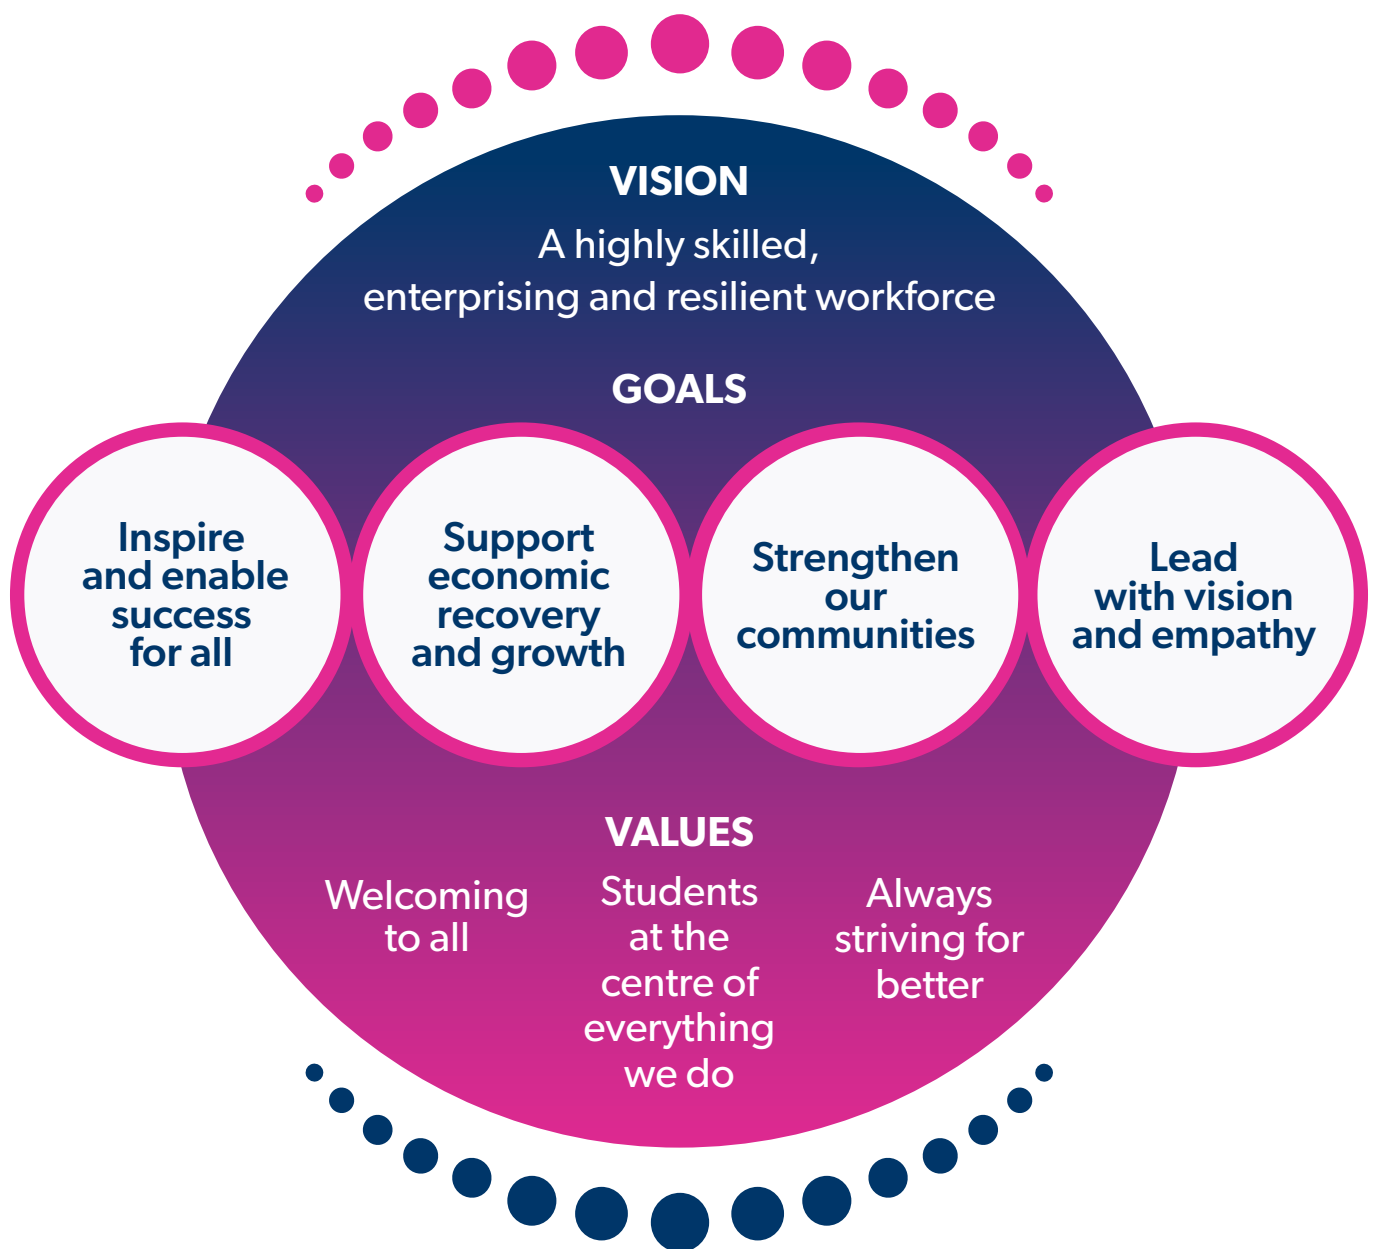 VISION
A highly skilled,
enterprising and resilient workforce
GOALS
Inspire
and enable
success
for all
Support
economic
recovery
and growth
Strengthen
our
communities
Lead
with vision
and empathy
VALUES
Welcoming
to all
Students
at the
centre of
everything
we do
Always
striving for
better